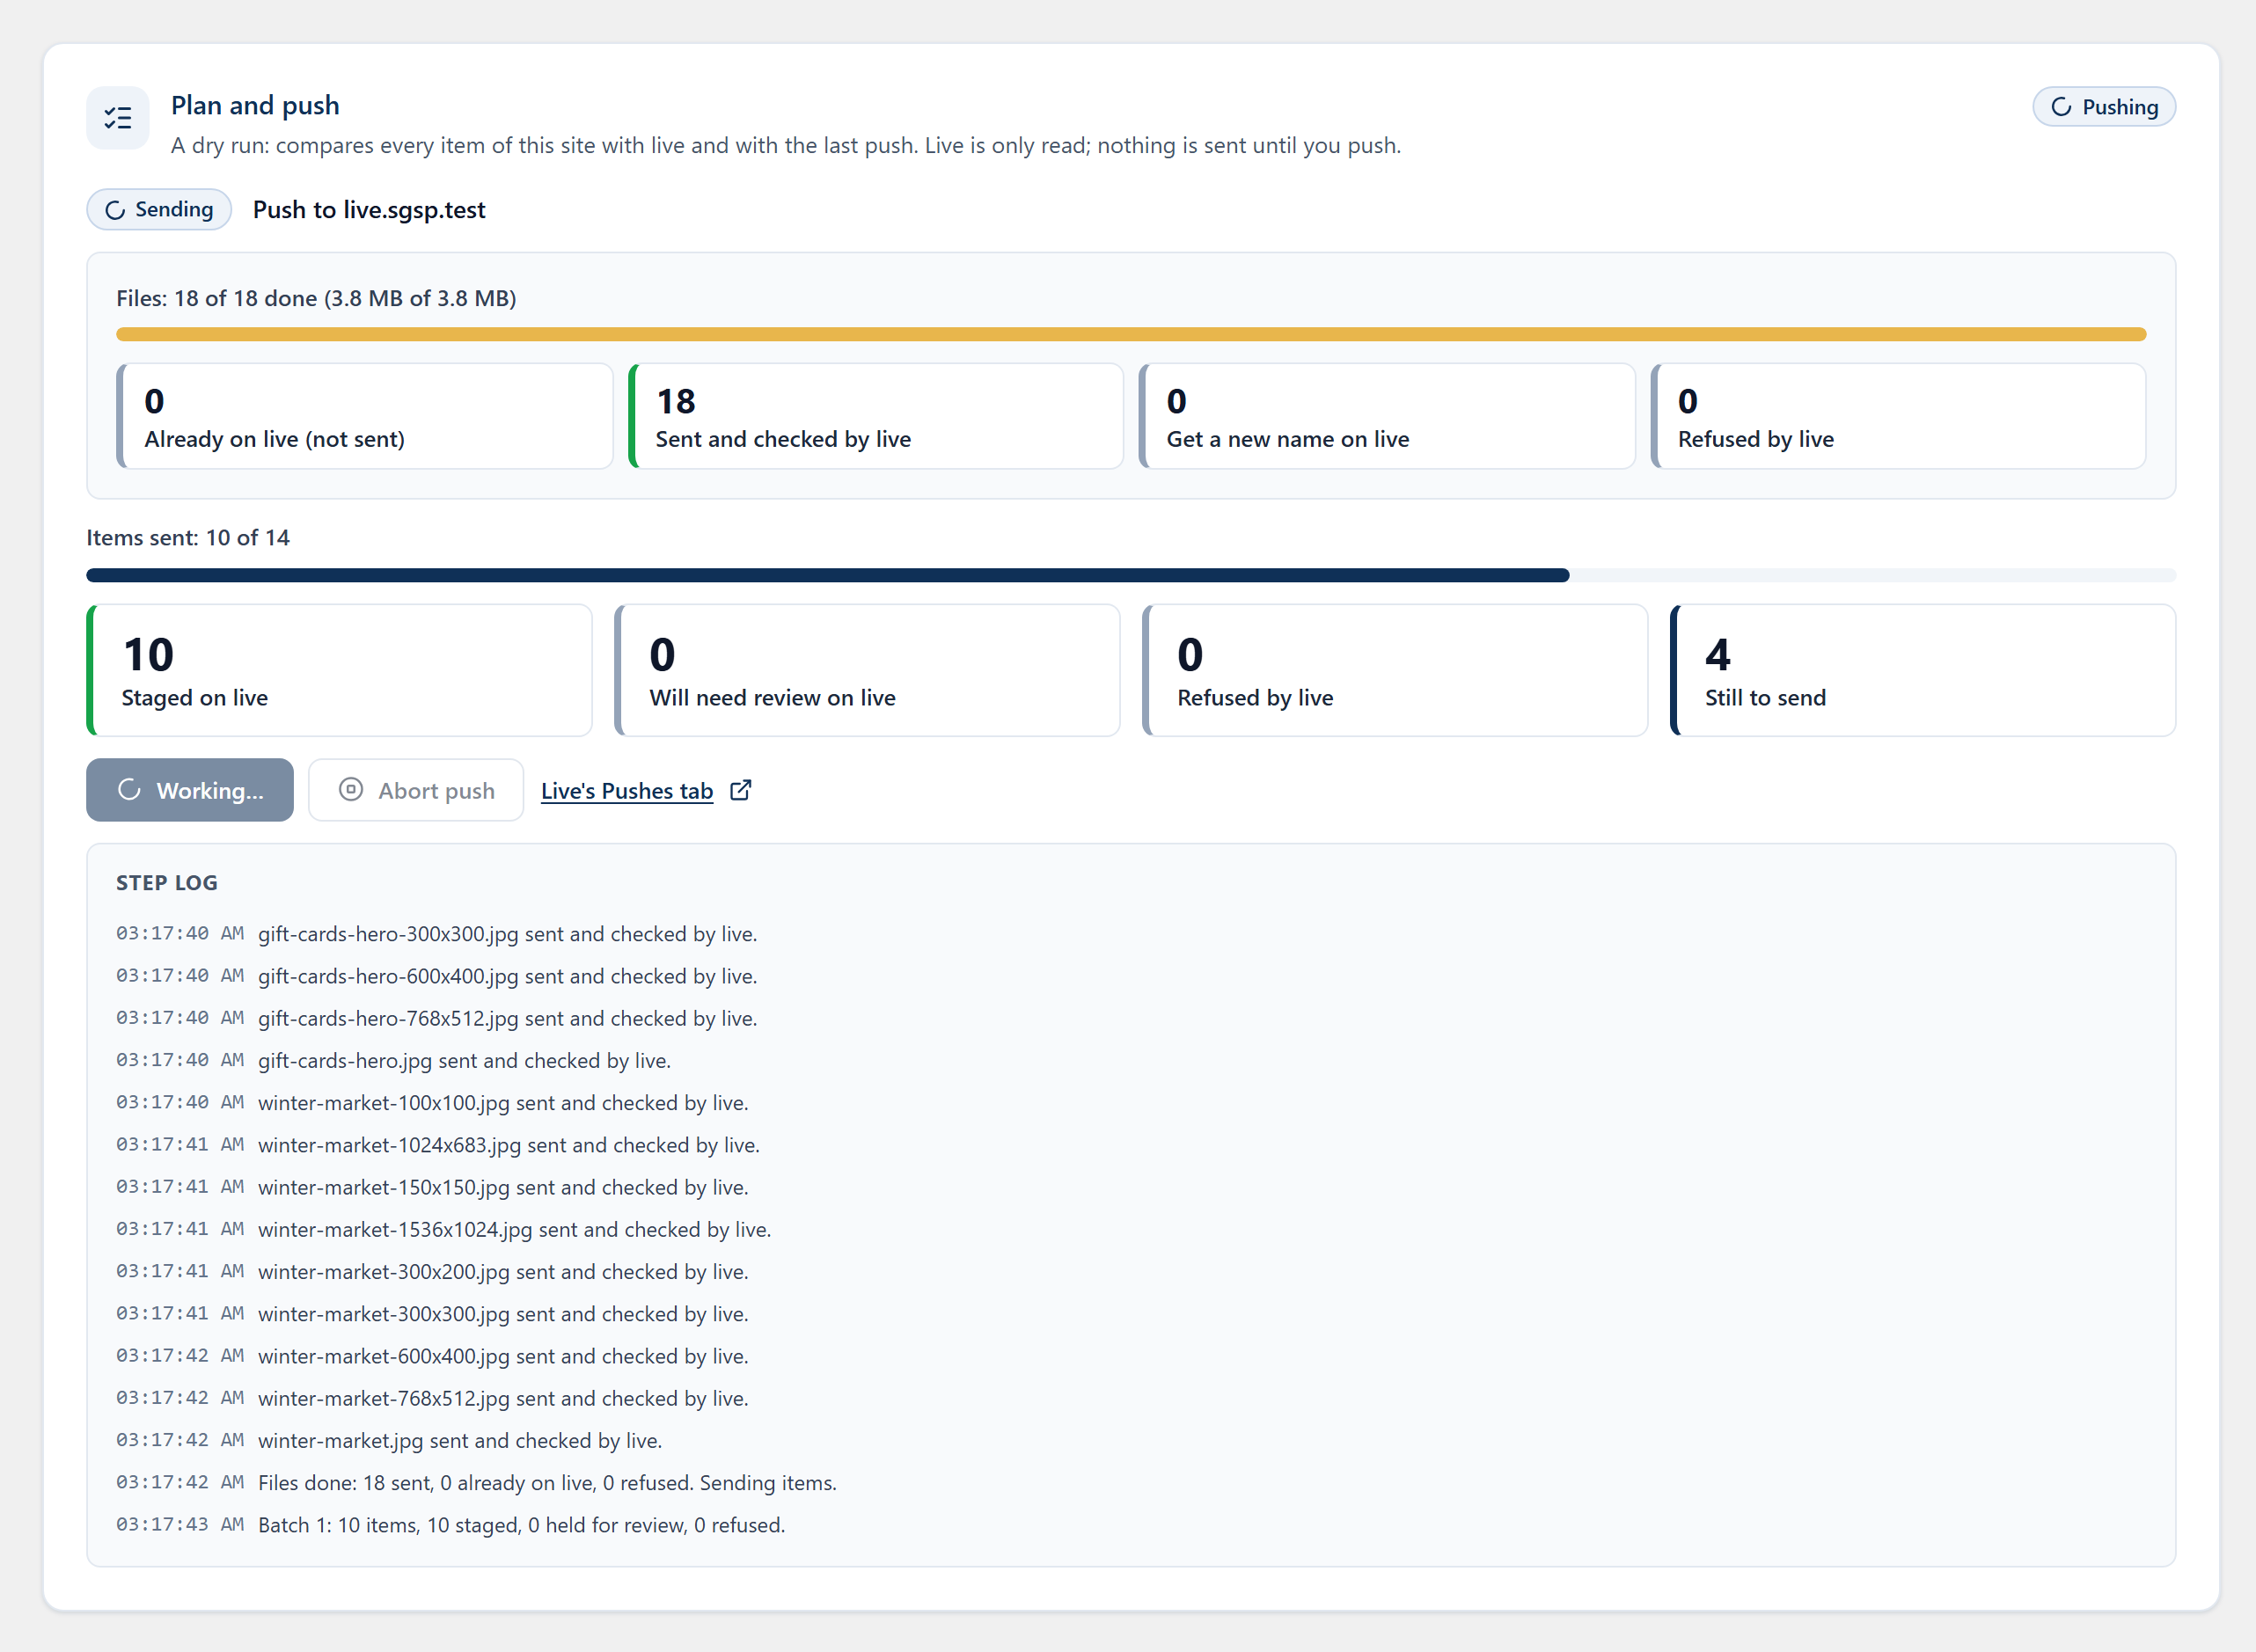 Plan and push
Pushing
A dry run: compares every item of this site with live and with the last push. Live is only read; nothing is sent until you push.
Sending
Push to live.sgsp.test
Files: 18 of 18 done (3.8 MB of 3.8 MB)
0
Already on live (not sent)
18
Sent and checked by live
0
Get a new name on live
0
Refused by live
Items sent: 10 of 14
10
Staged on live
0
Will need review on live
0
Refused by live
4
Still to send
Working...
Abort push
Live's Pushes tab
STEP LOG
03:17:40 AM gift-cards-hero-300x300.jpg sent and checked by live.
03:17:40 AM gift-cards-hero-600x400.jpg sent and checked by live.
03:17:40 AM gift-cards-hero-768x512.jpg sent and checked by live.
03:17:40 AM gift-cards-hero.jpg sent and checked by live.
03:17:40 AM winter-market-100x100.jpg sent and checked by live.
03:17:41 AM winter-market-1024x683.jpg sent and checked by live.
03:17:41 AM winter-market-150x150.jpg sent and checked by live.
03:17:41 AM winter-market-1536x1024.jpg sent and checked by live.
03:17:41 AM winter-market-300x200.jpg sent and checked by live.
03:17:41 AM winter-market-300x300.jpg sent and checked by live.
03:17:42 AM winter-market-600x400.jpg sent and checked by live.
03:17:42 AM winter-market-768x512.jpg sent and checked by live.
03:17:42 AM winter-market.jpg sent and checked by live.
03:17:42 AM Files done: 18 sent, 0 already on live, 0 refused. Sending items.
03:17:43 AM Batch 1: 10 items, 10 staged, 0 held for review, 0 refused.